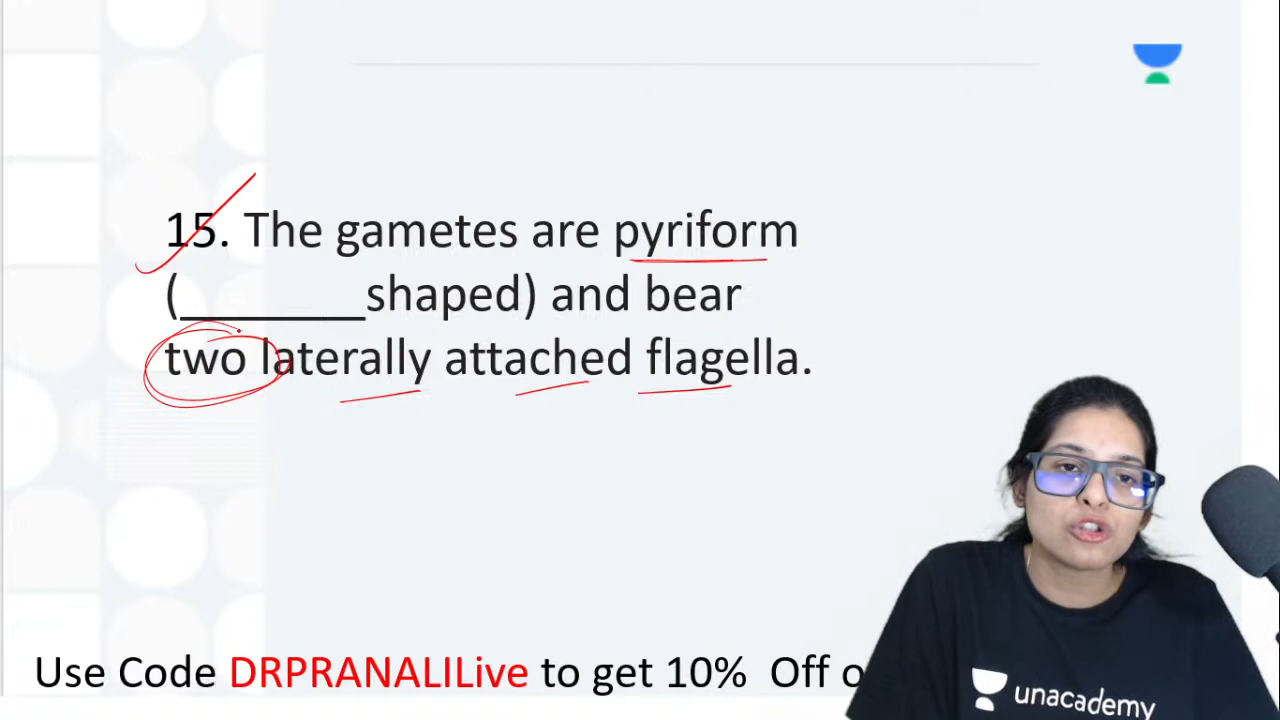 15. The gametes are pyriform
(________shaped) and bear
two laterally attached flagella.
Use Code DRPRANALILive to get 10% Off o
unacademy